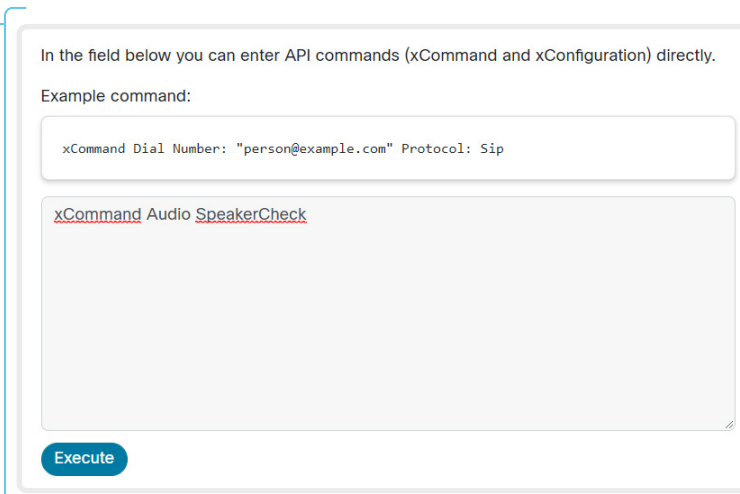 In the field below you can enter API commands (xCommand and xConfiguration) directly.
Example command:
xCommand Dial Number: "person@example.com" Protocol: Sip
xCommand Audio SpeakerCheck
Execute